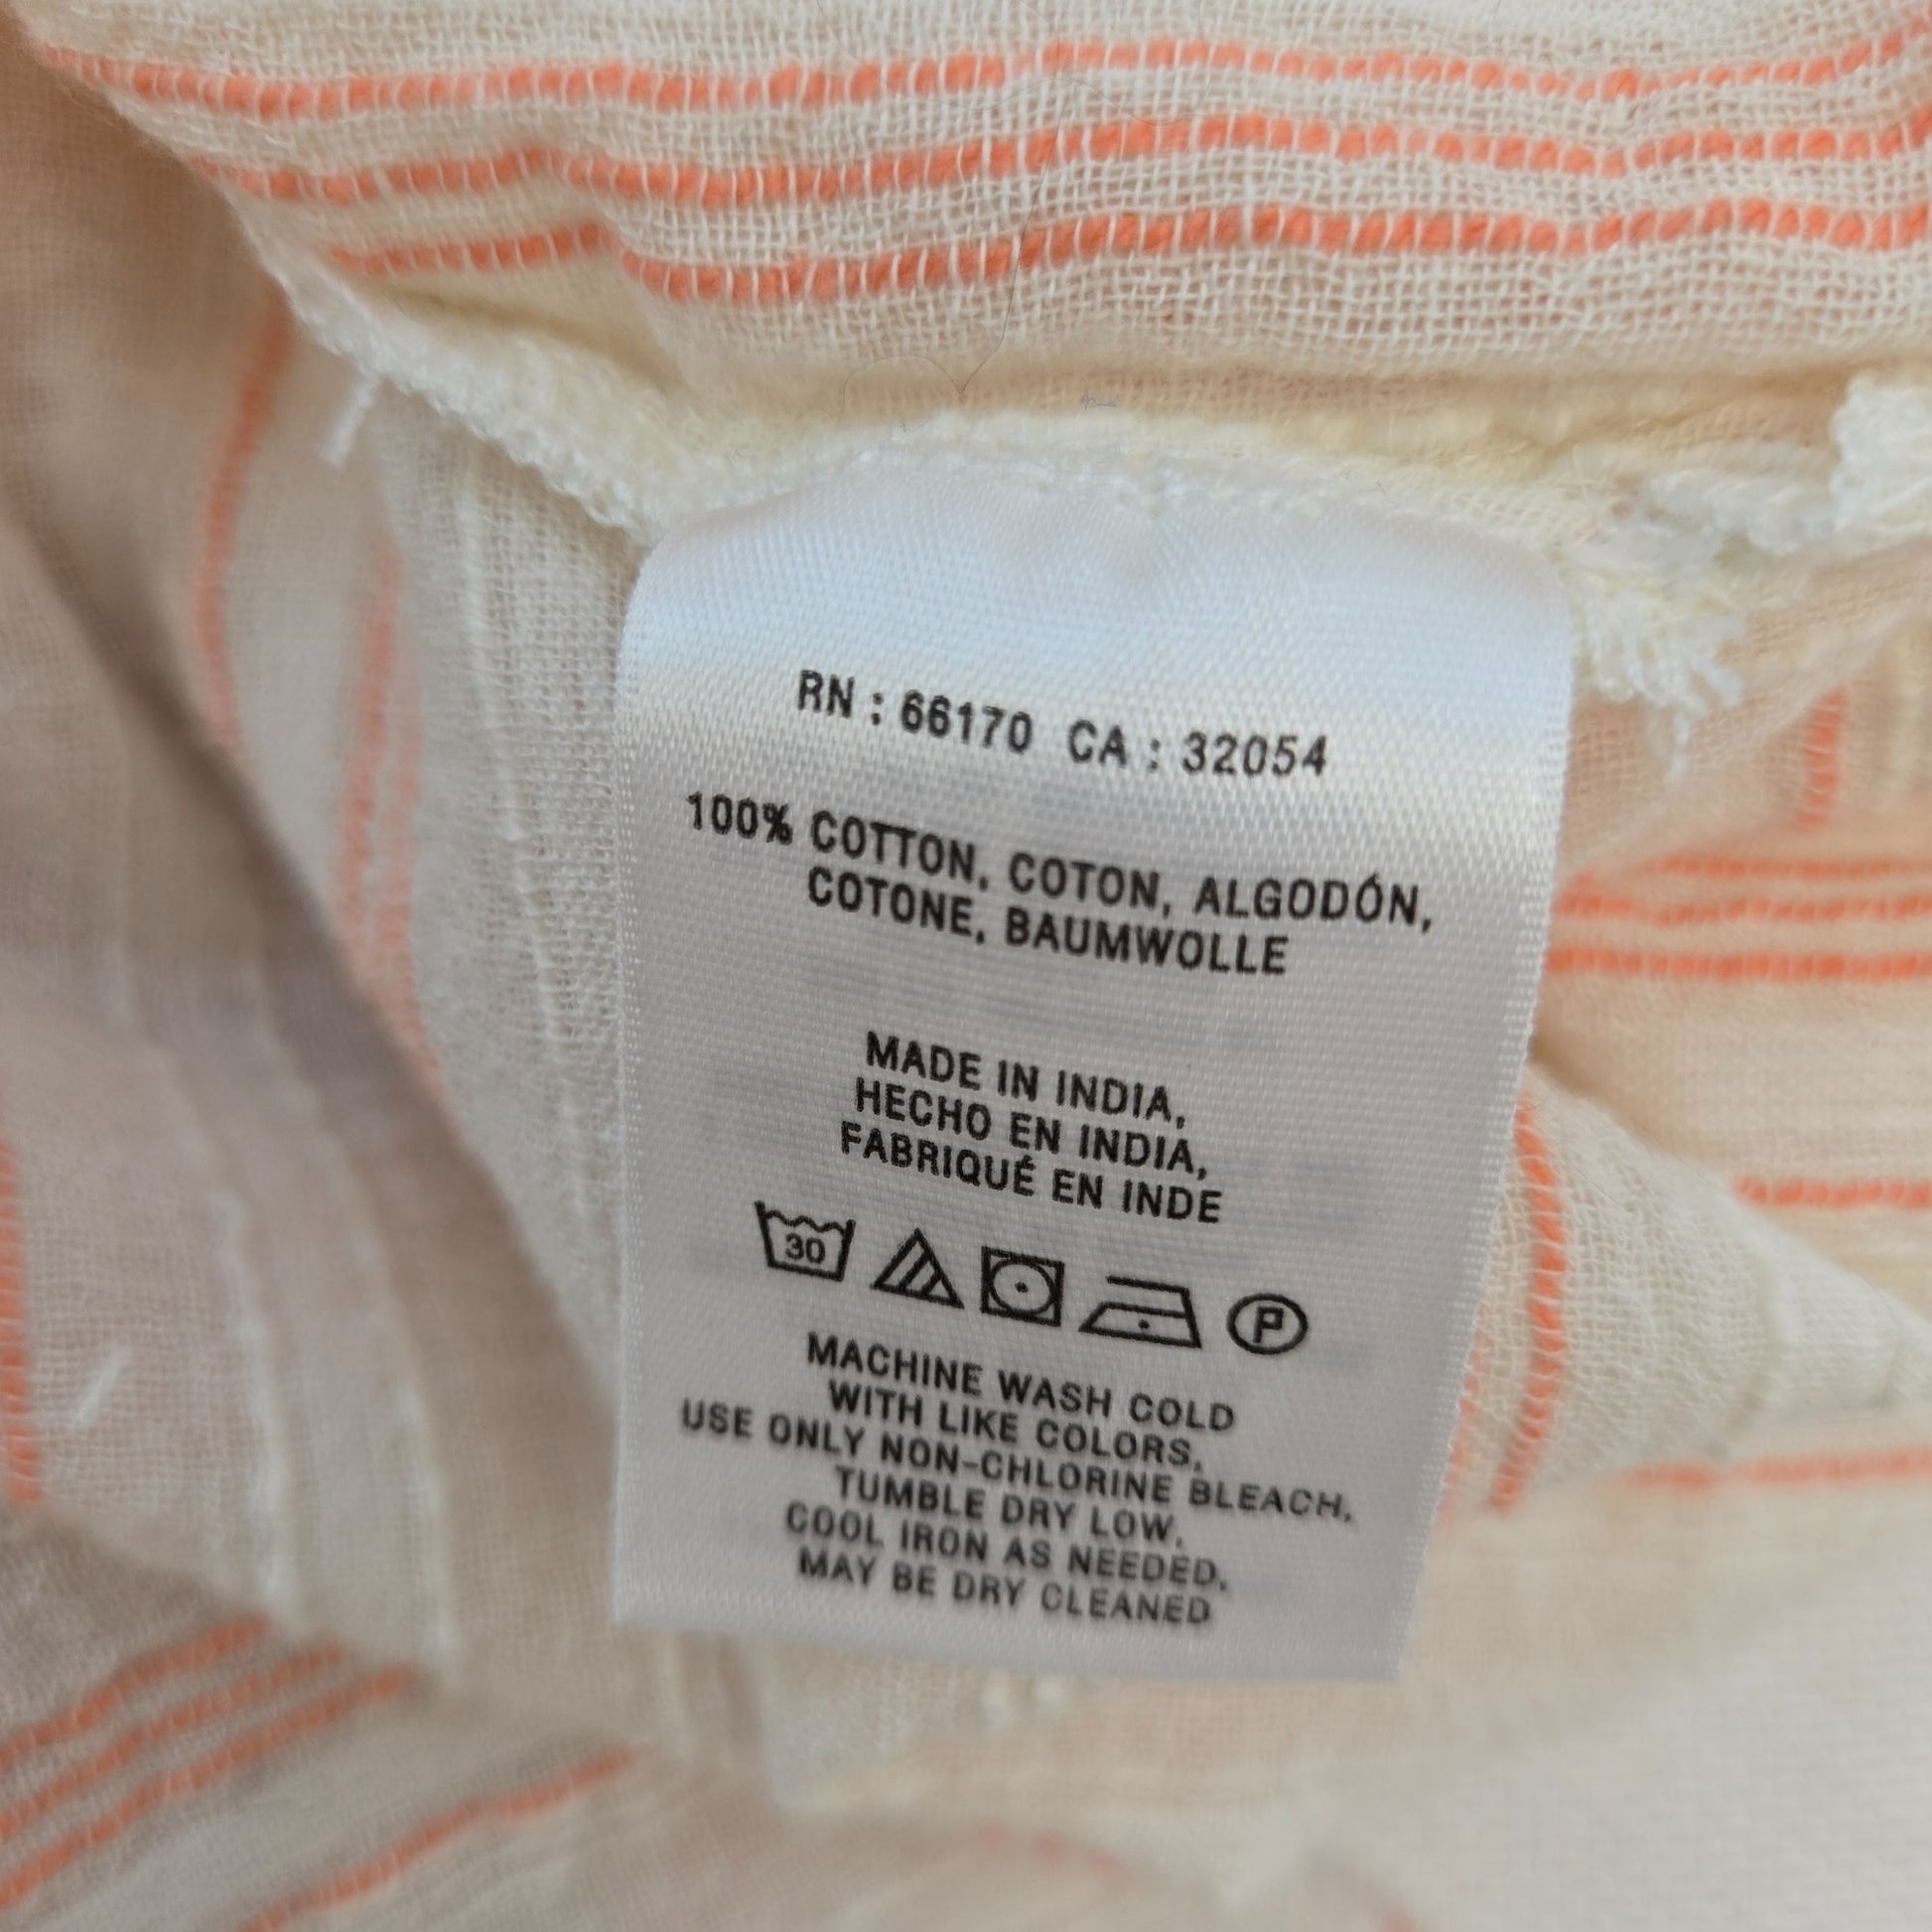 RN : 66170 CA : 32054
100% COTTON, COTON, ALGODÓN,
COTONE, BAUMWOLLE
MADE IN INDIA,
HECHO EN INDIA,
FABRIQUÉ EN INDE
30 P
MACHINE WASH COLD
WITH LIKE COLORS,
USE ONLY NON-CHLORINE BLEACH,
TUMBLE DRY LOW,
COOL IRON AS NEEDED,
MAY BE DRY CLEANED